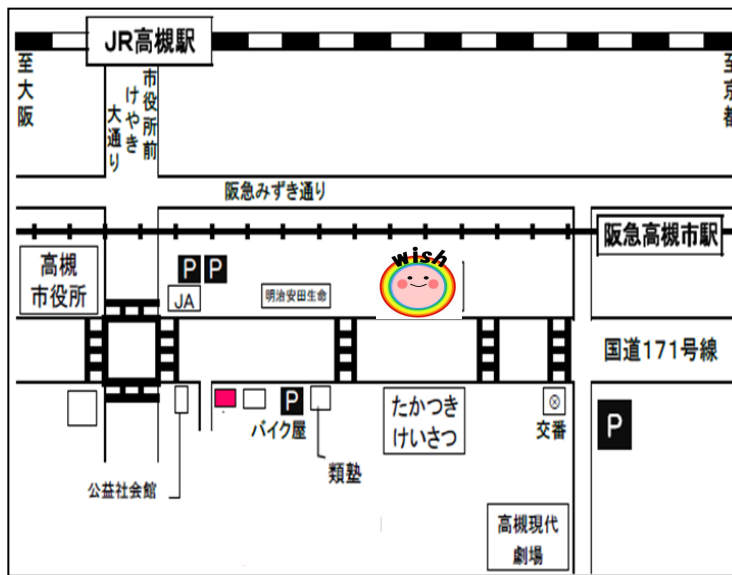 JR高槻駅
至大阪
市役所前
けやき
大通り
至京都
阪急みずき通り
阪急高槻市駅
高槻
市役所
P P
JA
明治安田生命
wish
国道171号線
バイク屋
P
類塾
たかつき
けいさつ
交番
P
公益社会館
高槻現代
劇場